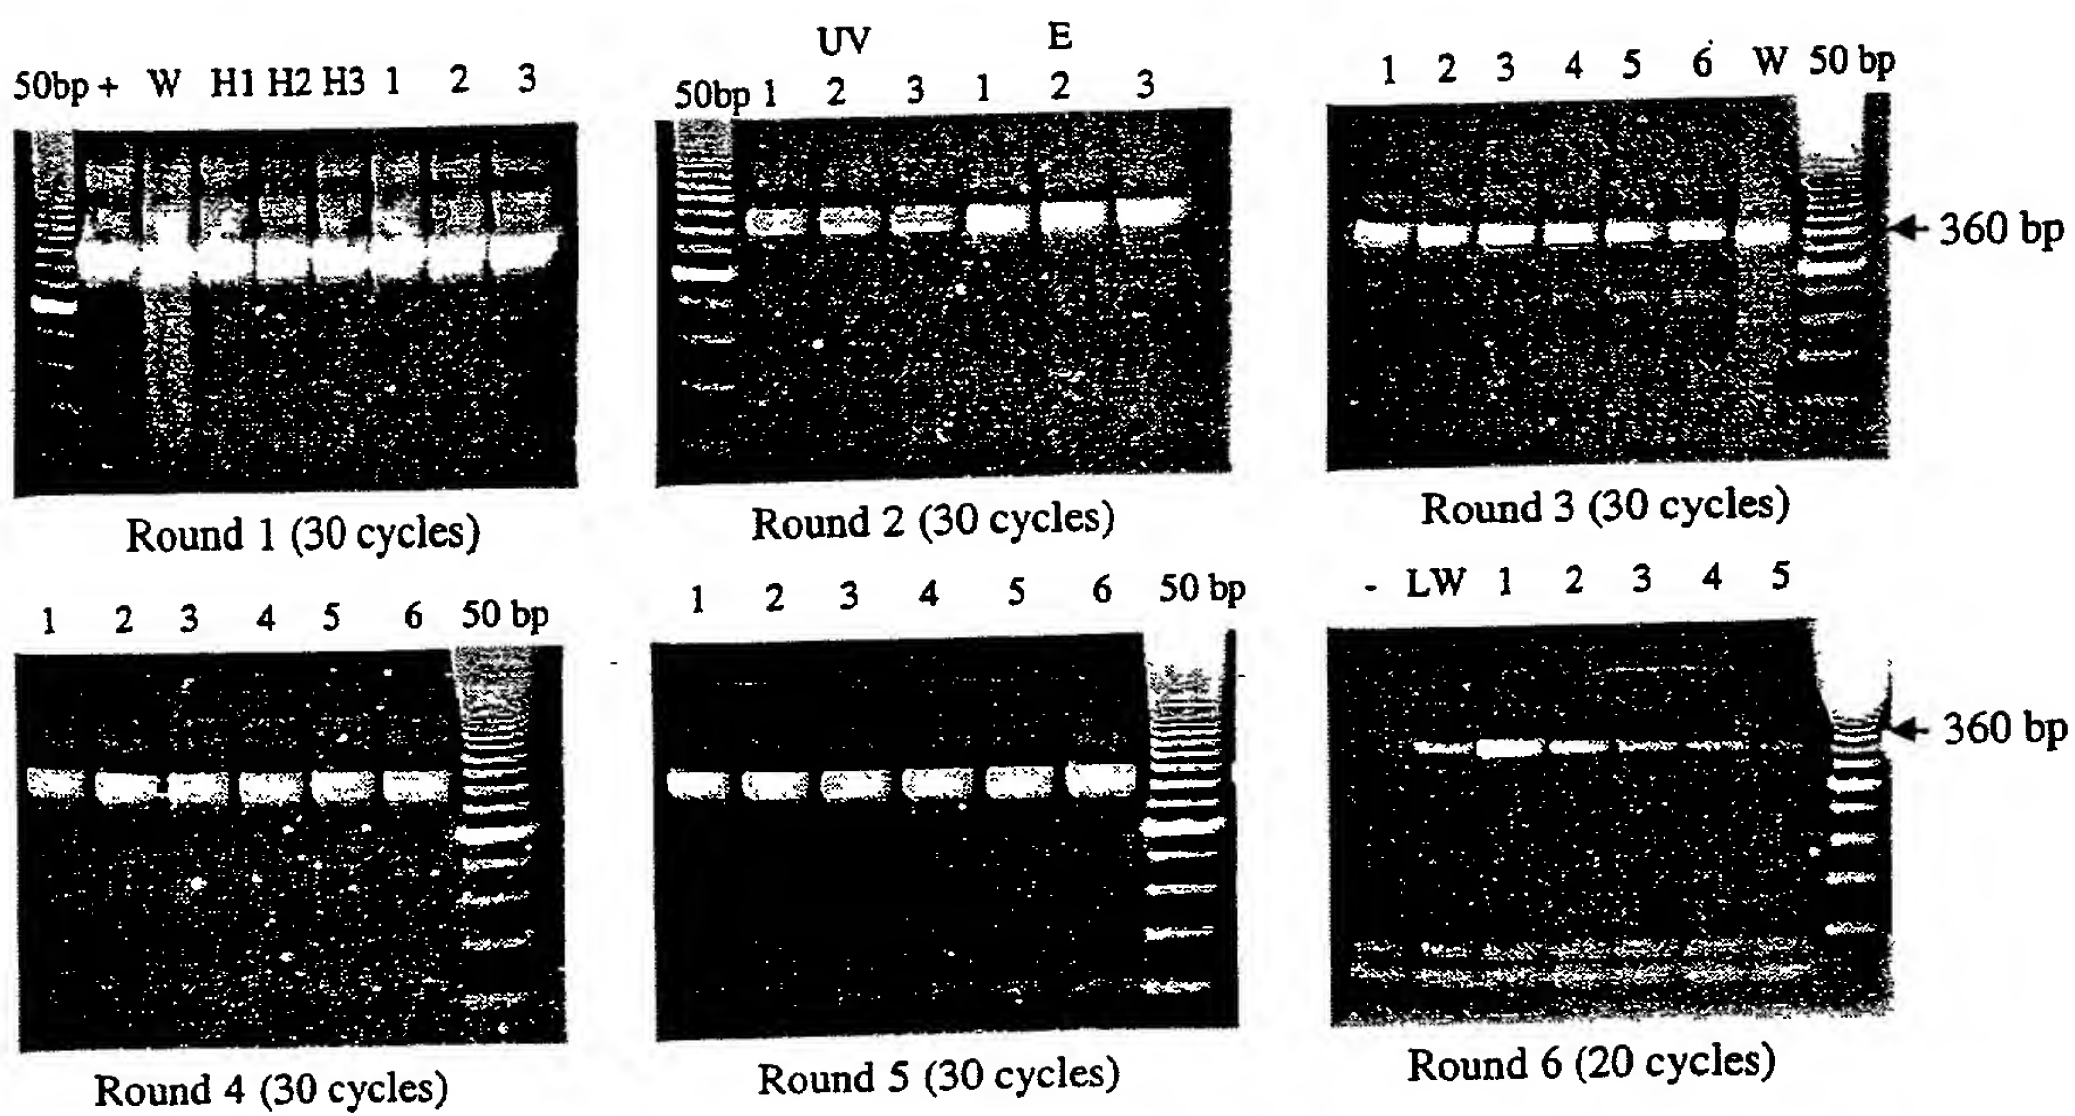 50bp + W H1 H2 H3 1 2 3
Round 1 (30 cycles)
UV E
50bp 1 2 3 1 2 3
Round 2 (30 cycles)
1 2 3 4 5 6 W 50 bp
360 bp
Round 3 (30 cycles)
1 2 3 4 5 6 50 bp
Round 4 (30 cycles)
1 2 3 4 5 6 50 bp
Round 5 (30 cycles)
- LW 1 2 3 4 5
360 bp
Round 6 (20 cycles)